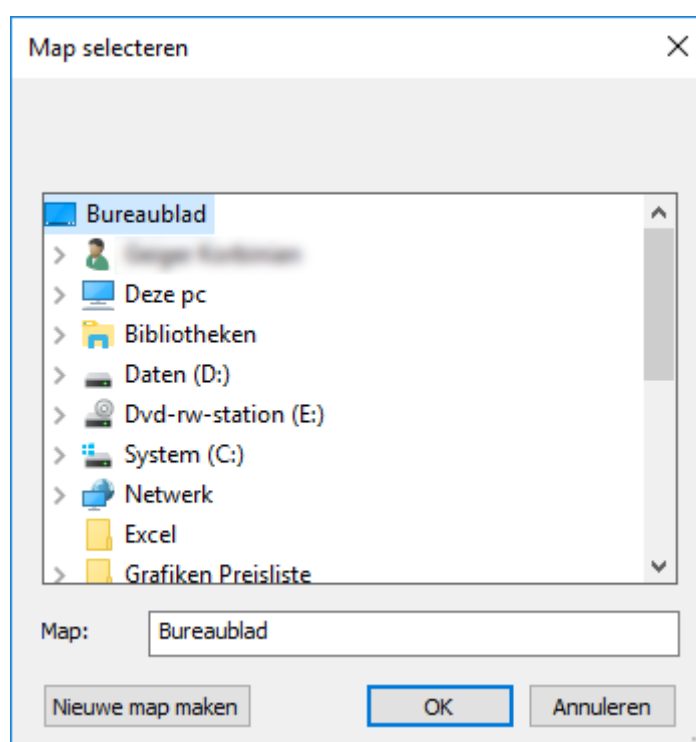 Map selecteren
Bureaublad
Deze pc
Bibliotheken
Daten (D:)
Dvd-rw-station (E:)
System (C:)
Netwerk
Excel
Grafiken Preisliste
Map: Bureaublad
Nieuwe map maken OK Annuleren